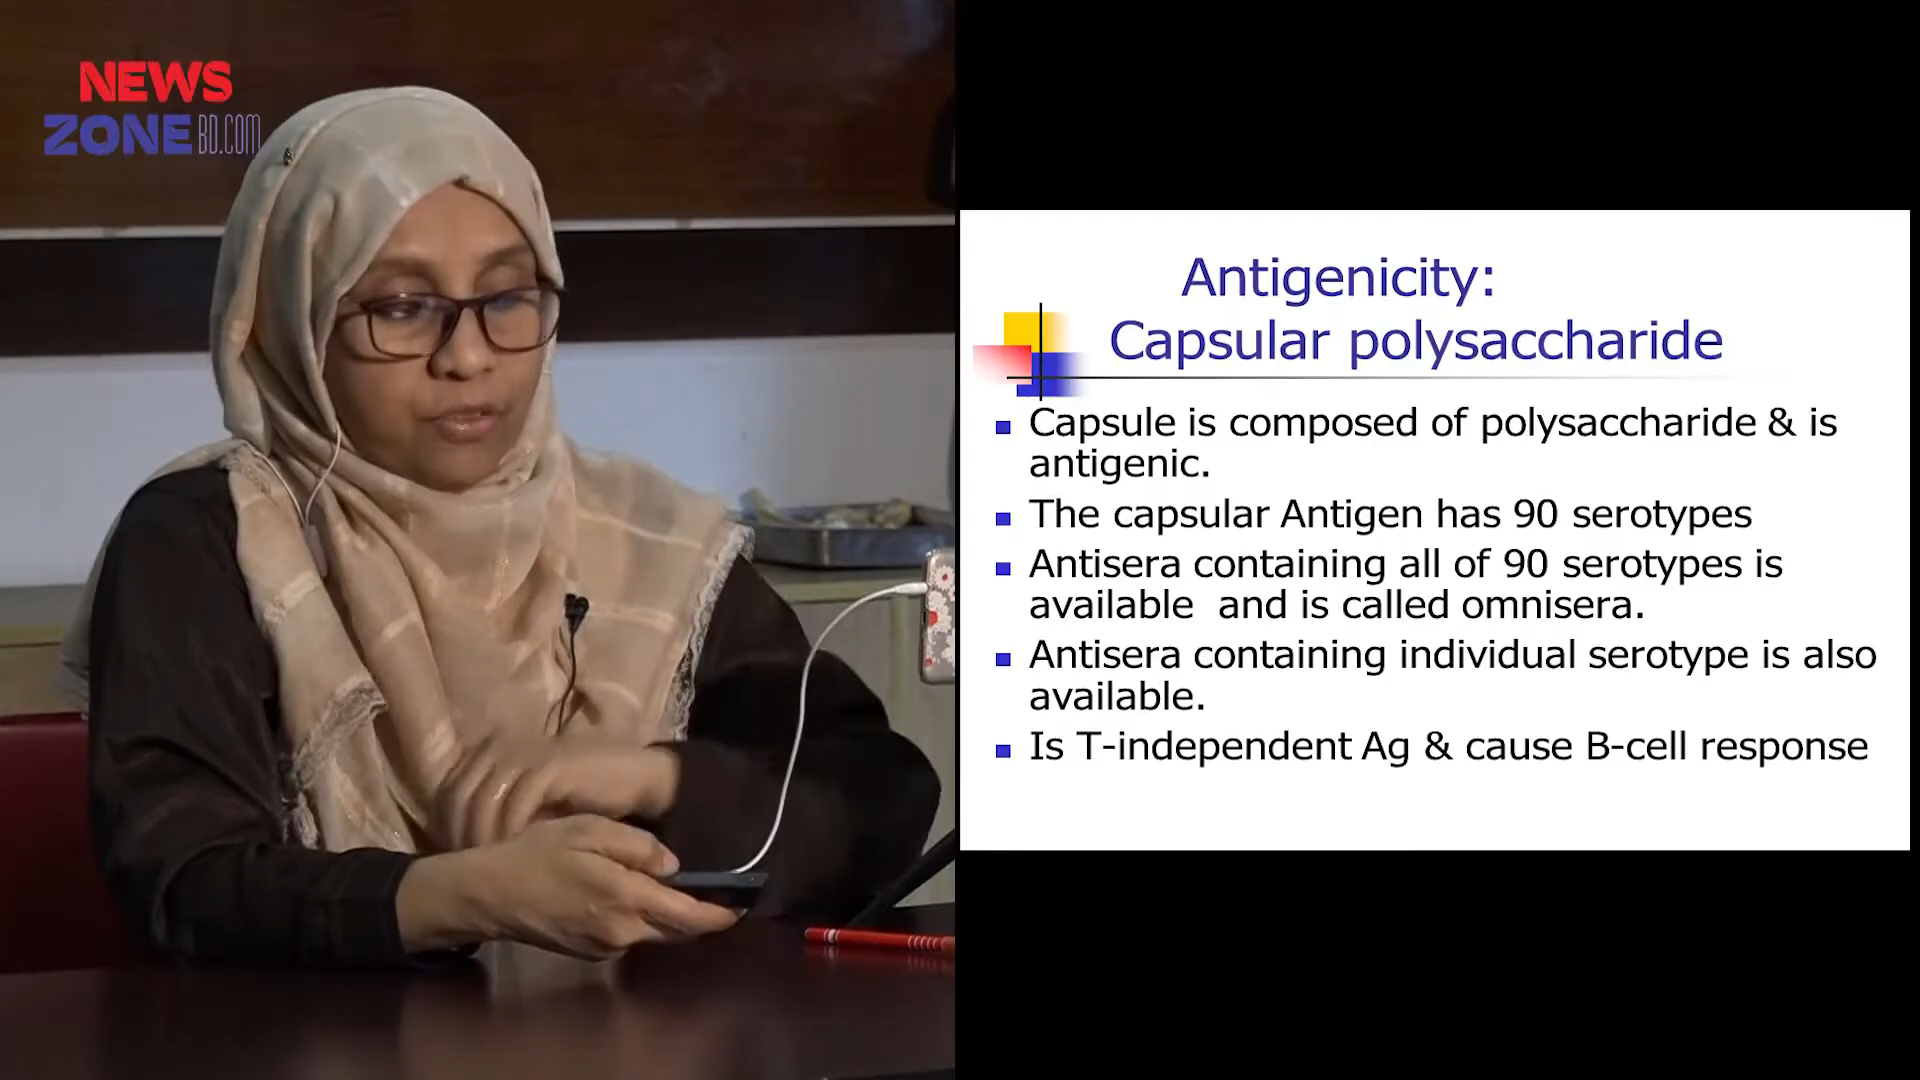 NEWS
ZONE BD.COM
Antigenicity:
Capsular polysaccharide
Capsule is composed of polysaccharide & is
antigenic.
The capsular Antigen has 90 serotypes
Antisera containing all of 90 serotypes is
available  and is called omnisera.
Antisera containing individual serotype is also
available.
Is T-independent Ag & cause B-cell response